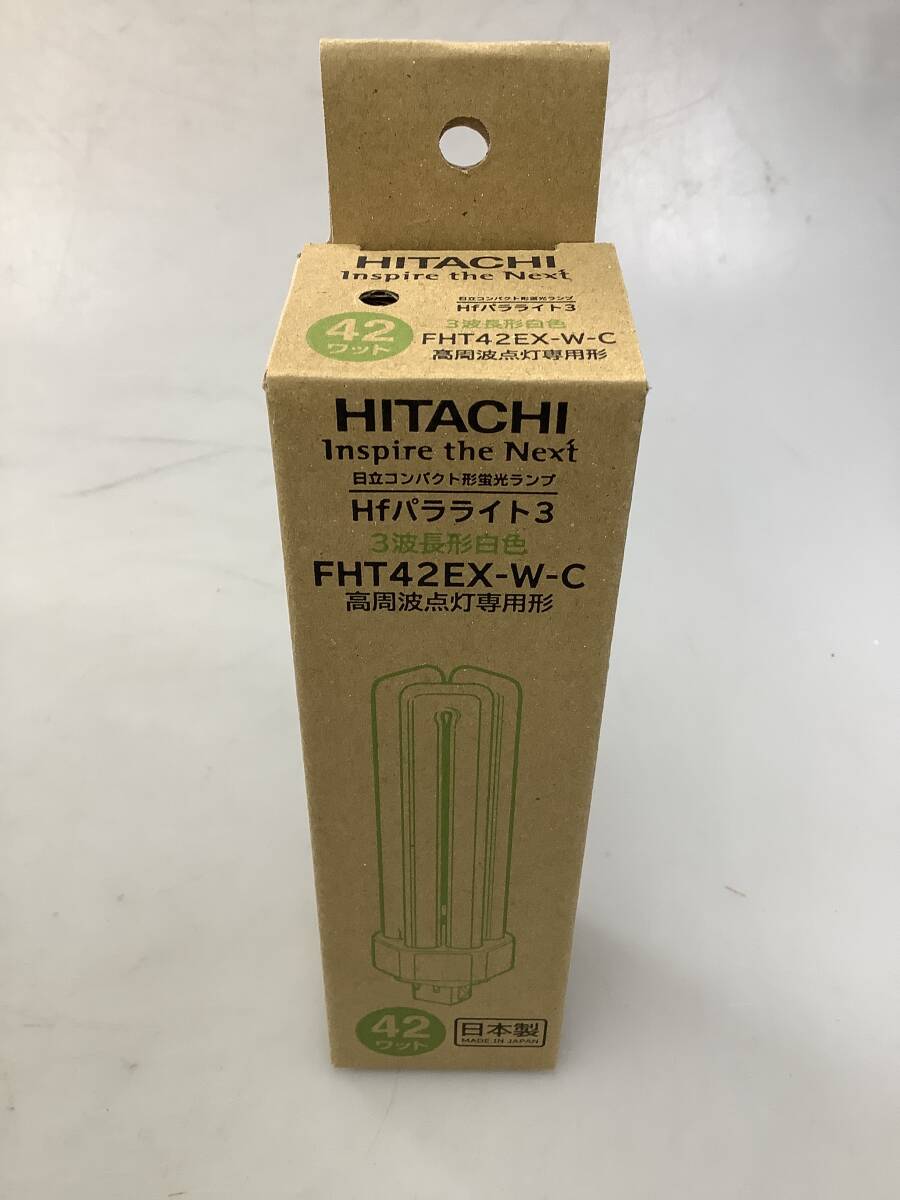 HITACHI
Inspire the Next
日立コンパクト形蛍光ランプ
Hfパラライト3
3波長形白色
42
ワット
FHT42EX-W-C
高周波点灯専用形
HITACHI
Inspire the Next
日立コンパクト形蛍光ランプ
Hfパラライト3
3波長形白色
FHT42EX-W-C
高周波点灯専用形
42
ワット
日本製
MADE IN JAPAN